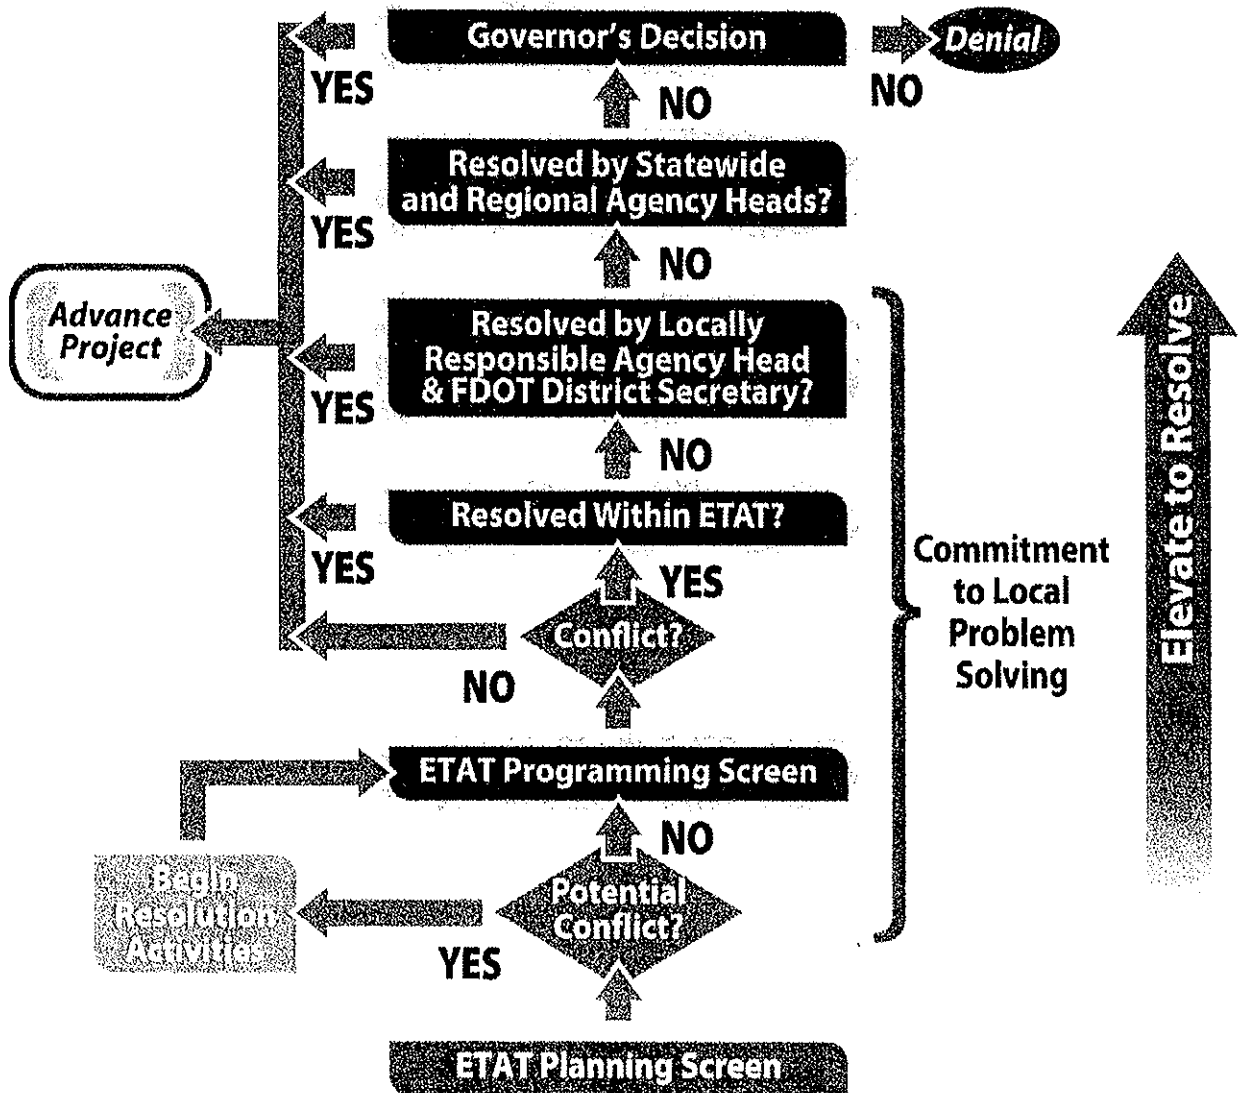 Governor's Decision
Denial
YES
NO
NO
Resolved by Statewide
and Regional Agency Heads?
YES
NO
Advance
Project
Resolved by Locally
Responsible Agency Head
& FDOT District Secretary?
YES
NO
Resolved Within ETAT?
YES
YES
Conflict?
NO
Commitment
to Local
Problem
Solving
Elevate to Resolve
ETAT Programming Screen
NO
Begin
Resolution
Activities
Potential
Conflict?
YES
ETAT Planning Screen